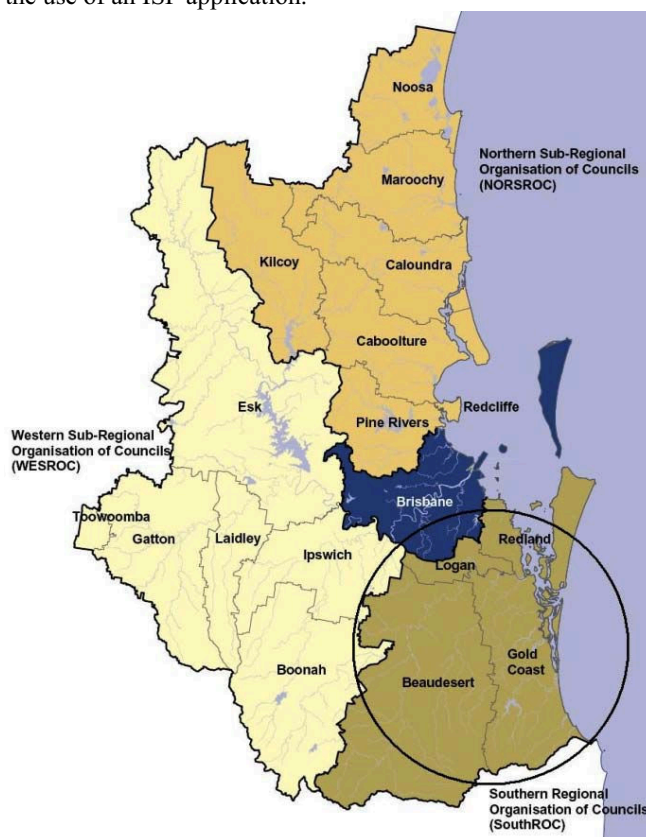 the use of an ISF application.
Noosa
Northern Sub-Regional
Organisation of Councils
(NORSROC)
Maroochy
Kilcoy
Caloundra
Caboolture
Esk
Redcliffe
Pine Rivers
Western Sub-Regional
Organisation of Councils
(WESROC)
Brisbane
Toowoomba
Gatton
Laidley
Redland
Ipswich
Logan
Gold
Coast
Boonah
Beaudesert
Southern Regional
Organisation of Councils
(SouthROC)